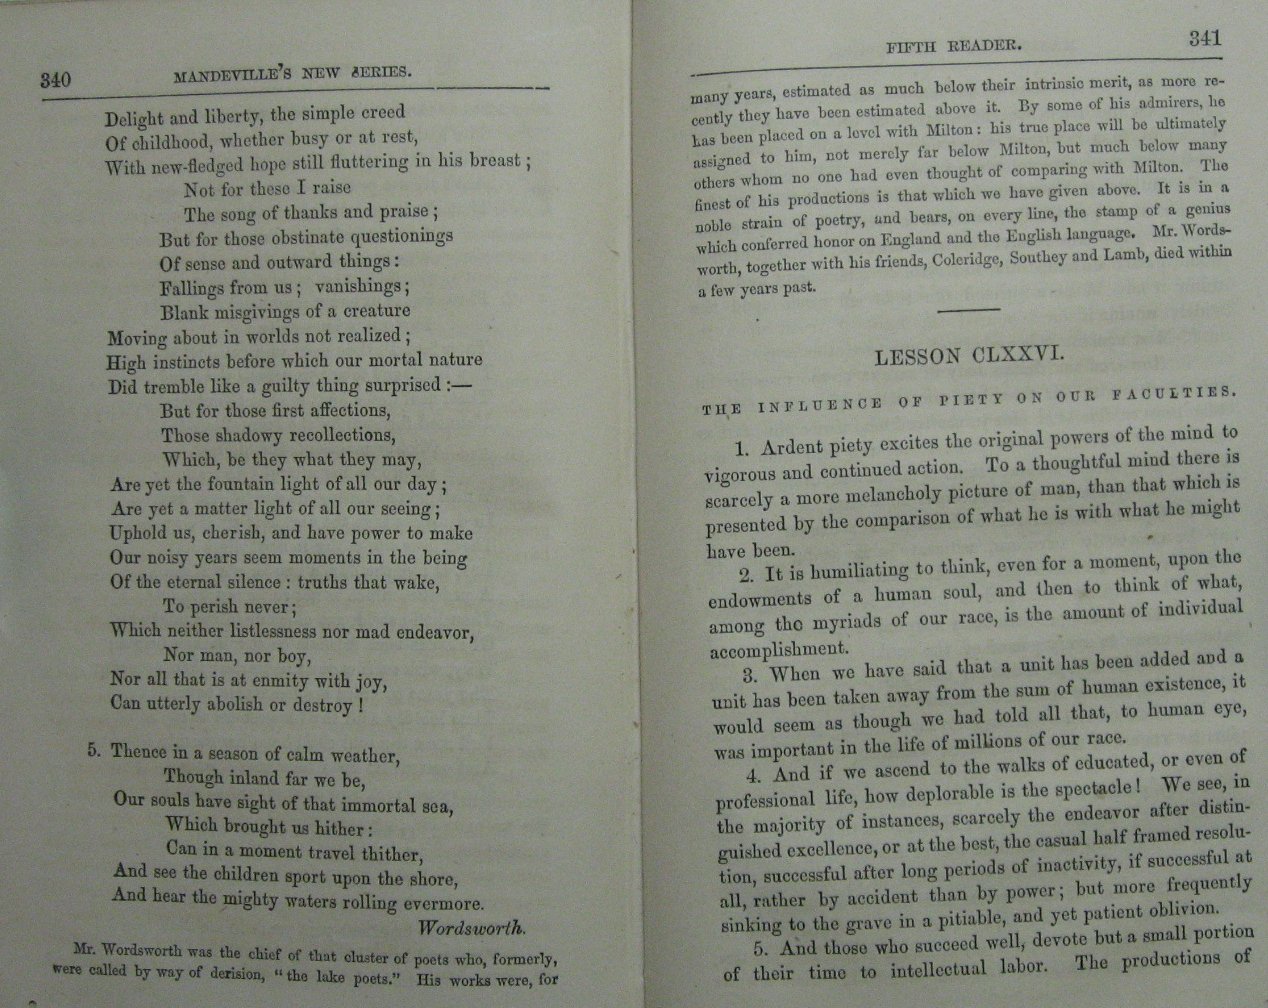 340
MANDEVILLE'S NEW SERIES.
Delight and liberty, the simple creed
Of childhood, whether busy or at rest,
With new-fledged hope still fluttering in his breast ;
Not for these I raise
The song of thanks and praise ;
But for those obstinate questionings
Of sense and outward things :
Fallings from us ; vanishings ;
Blank misgivings of a creature
Moving about in worlds not realized ;
High instincts before which our mortal nature
Did tremble like a guilty thing surprised :—
But for those first affections,
Those shadowy recollections,
Which, be they what they may,
Are yet the fountain light of all our day ;
Are yet a matter light of all our seeing ;
Uphold us, cherish, and have power to make
Our noisy years seem moments in the being
Of the eternal silence : truths that wake,
To perish never ;
Which neither listlessness nor mad endeavor,
Nor man, nor boy,
Nor all that is at enmity with joy,
Can utterly abolish or destroy !
5. Thence in a season of calm weather,
Though inland far we be,
Our souls have sight of that immortal sea,
Which brought us hither :
Can in a moment travel thither,
And see the children sport upon the shore,
And hear the mighty waters rolling evermore.
Wordsworth.
Mr. Wordsworth was the chief of that cluster of poets who, formerly,
were called by way of derision, "the lake poets." His works were, for
FIFTH READER.
341
many years, estimated as much below their intrinsic merit, as more re-
cently they have been estimated above it. By some of his admirers, he
has been placed on a level with Milton : his true place will be ultimately
assigned to him, not merely far below Milton, but much below many
others whom no one had even thought of comparing with Milton. The
finest of his productions is that which we have given above. It is in a
noble strain of poetry, and bears, on every line, the stamp of a genius
which conferred honor on England and the English language. Mr. Words-
worth, together with his friends, Coleridge, Southey and Lamb, died within
a few years past.
LESSON CLXXVI.
THE INFLUENCE OF PIETY ON OUR FACULTIES.
1. Ardent piety excites the original powers of the mind to
vigorous and continued action. To a thoughtful mind there is
scarcely a more melancholy picture of man, than that which is
presented by the comparison of what he is with what he might
have been.
2. It is humiliating to think, even for a moment, upon the
endowments of a human soul, and then to think of what,
among the myriads of our race, is the amount of individual
accomplishment.
3. When we have said that a unit has been added and a
unit has been taken away from the sum of human existence, it
would seem as though we had told all that, to human eye,
was important in the life of millions of our race.
4. And if we ascend to the walks of educated, or even of
professional life, how deplorable is the spectacle ! We see, in
the majority of instances, scarcely the endeavor after distin-
guished excellence, or at the best, the casual half framed resolu-
tion, successful after long periods of inactivity, if successful at
all, rather by accident than by power ; but more frequently
sinking to the grave in a pitiable, and yet patient oblivion.
5. And those who succeed well, devote but a small portion
of their time to intellectual labor. The productions of